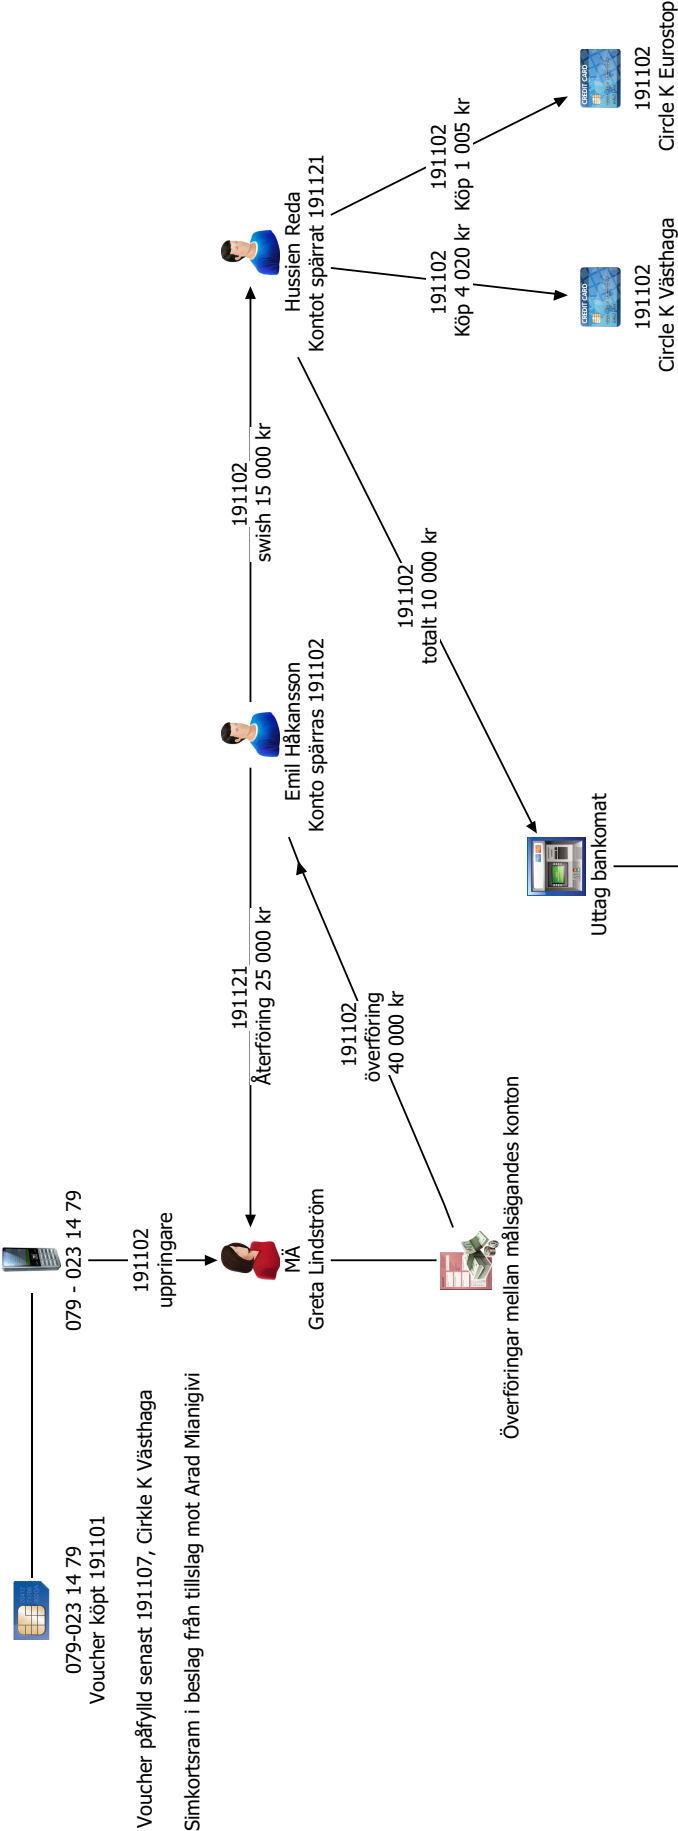 079-023 14 79
Voucher köpt 191101
Voucher påfylld senast 191107, Cirkle K Västhaga
Simkortsram i beslag från tillslag mot Arad Mianigivi
079 - 023 14 79
191102
uppringare
MÄ
Greta Lindström
Överföringar mellan målsägandes konton
191121
Återföring 25 000 kr
191102
överföring
40 000 kr
Emil Håkansson
Konto spärras 191102
191102
swish 15 000 kr
Hussien Reda
Kontot spärrat 191121
191102
totalt 10 000 kr
Uttag bankomat
191102
Köp 4 020 kr
191102
Köp 1 005 kr
CREDIT CARD
191102
Circle K Västhaga
CREDIT CARD
191102
Circle K Eurostop